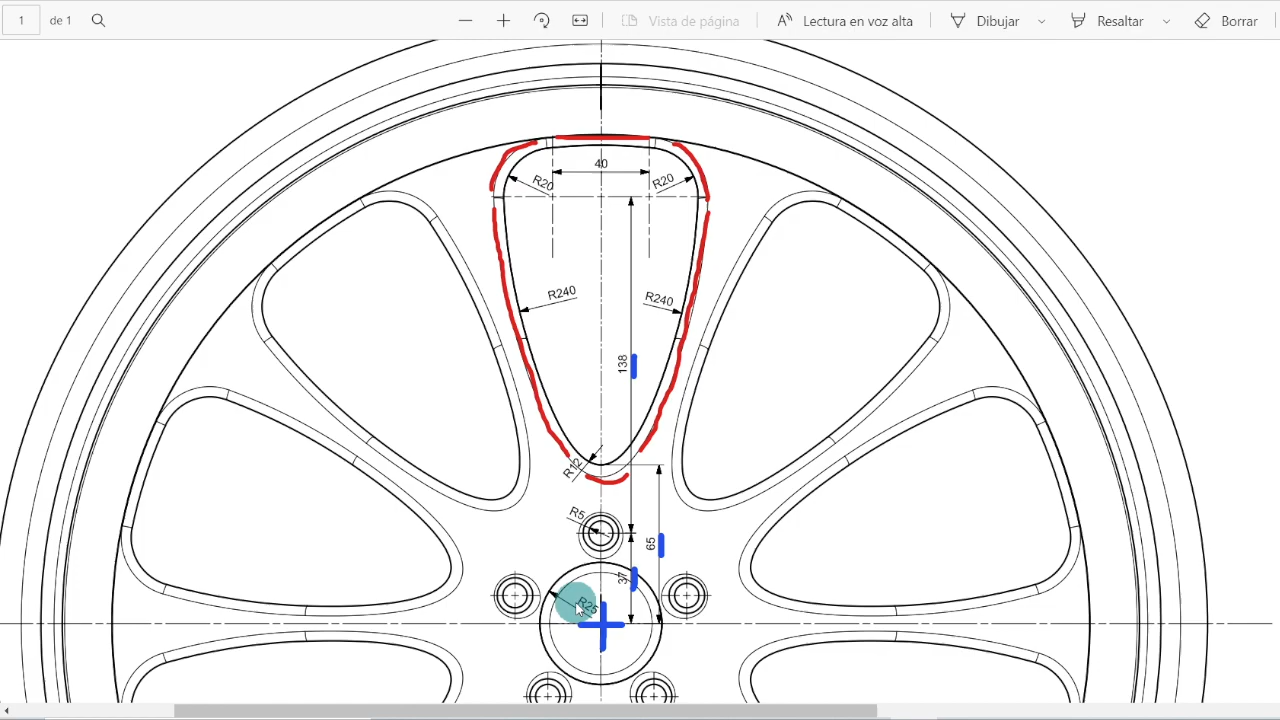 1 de 1 Vista de página Lectura en voz alta Dibujar Resaltar Borrar
40
R20 R20
R240 R240
138
R12
R5
65
37
R25